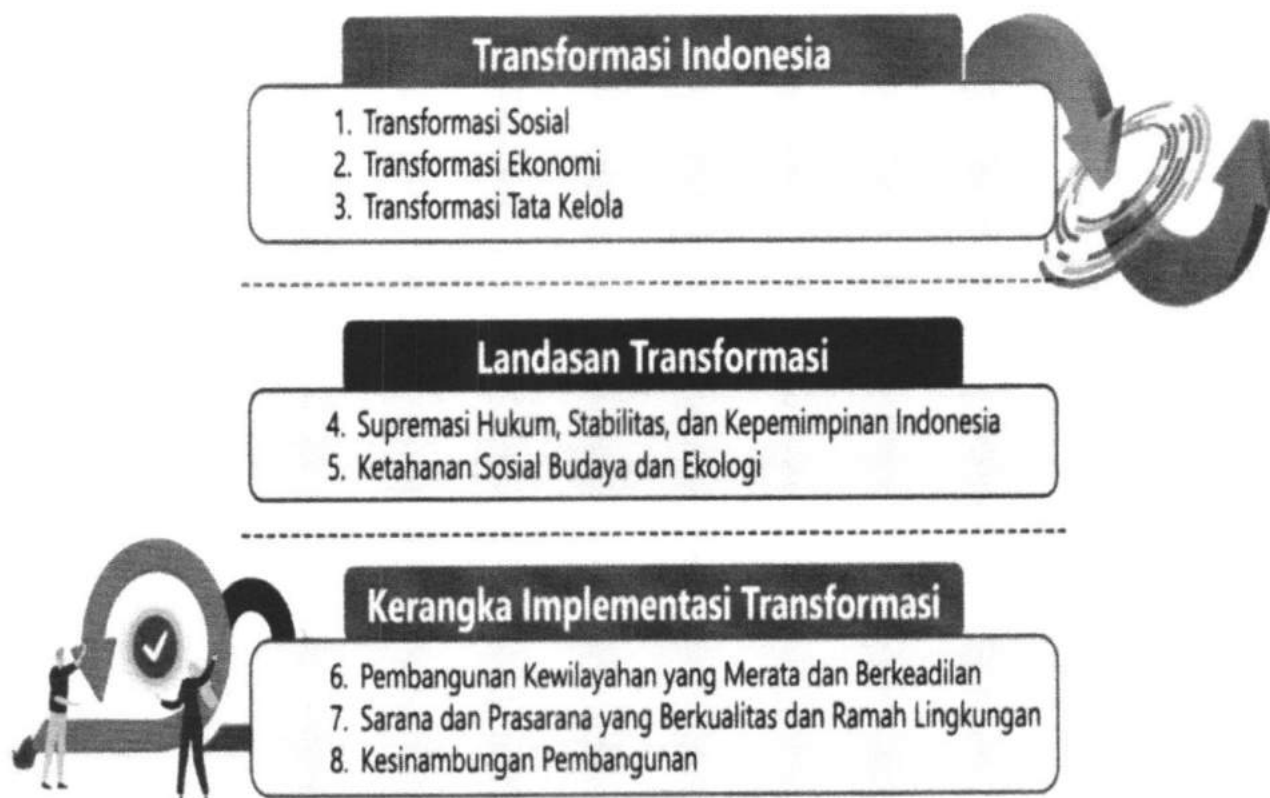 Transformasi Indonesia
1. Transformasi Sosial
2. Transformasi Ekonomi
3. Transformasi Tata Kelola
Landasan Transformasi
4. Supremasi Hukum, Stabilitas, dan Kepemimpinan Indonesia
5. Ketahanan Sosial Budaya dan Ekologi
Kerangka Implementasi Transformasi
6. Pembangunan Kewilayahan yang Merata dan Berkeadilan
7. Sarana dan Prasarana yang Berkualitas dan Ramah Lingkungan
8. Kesinambungan Pembangunan